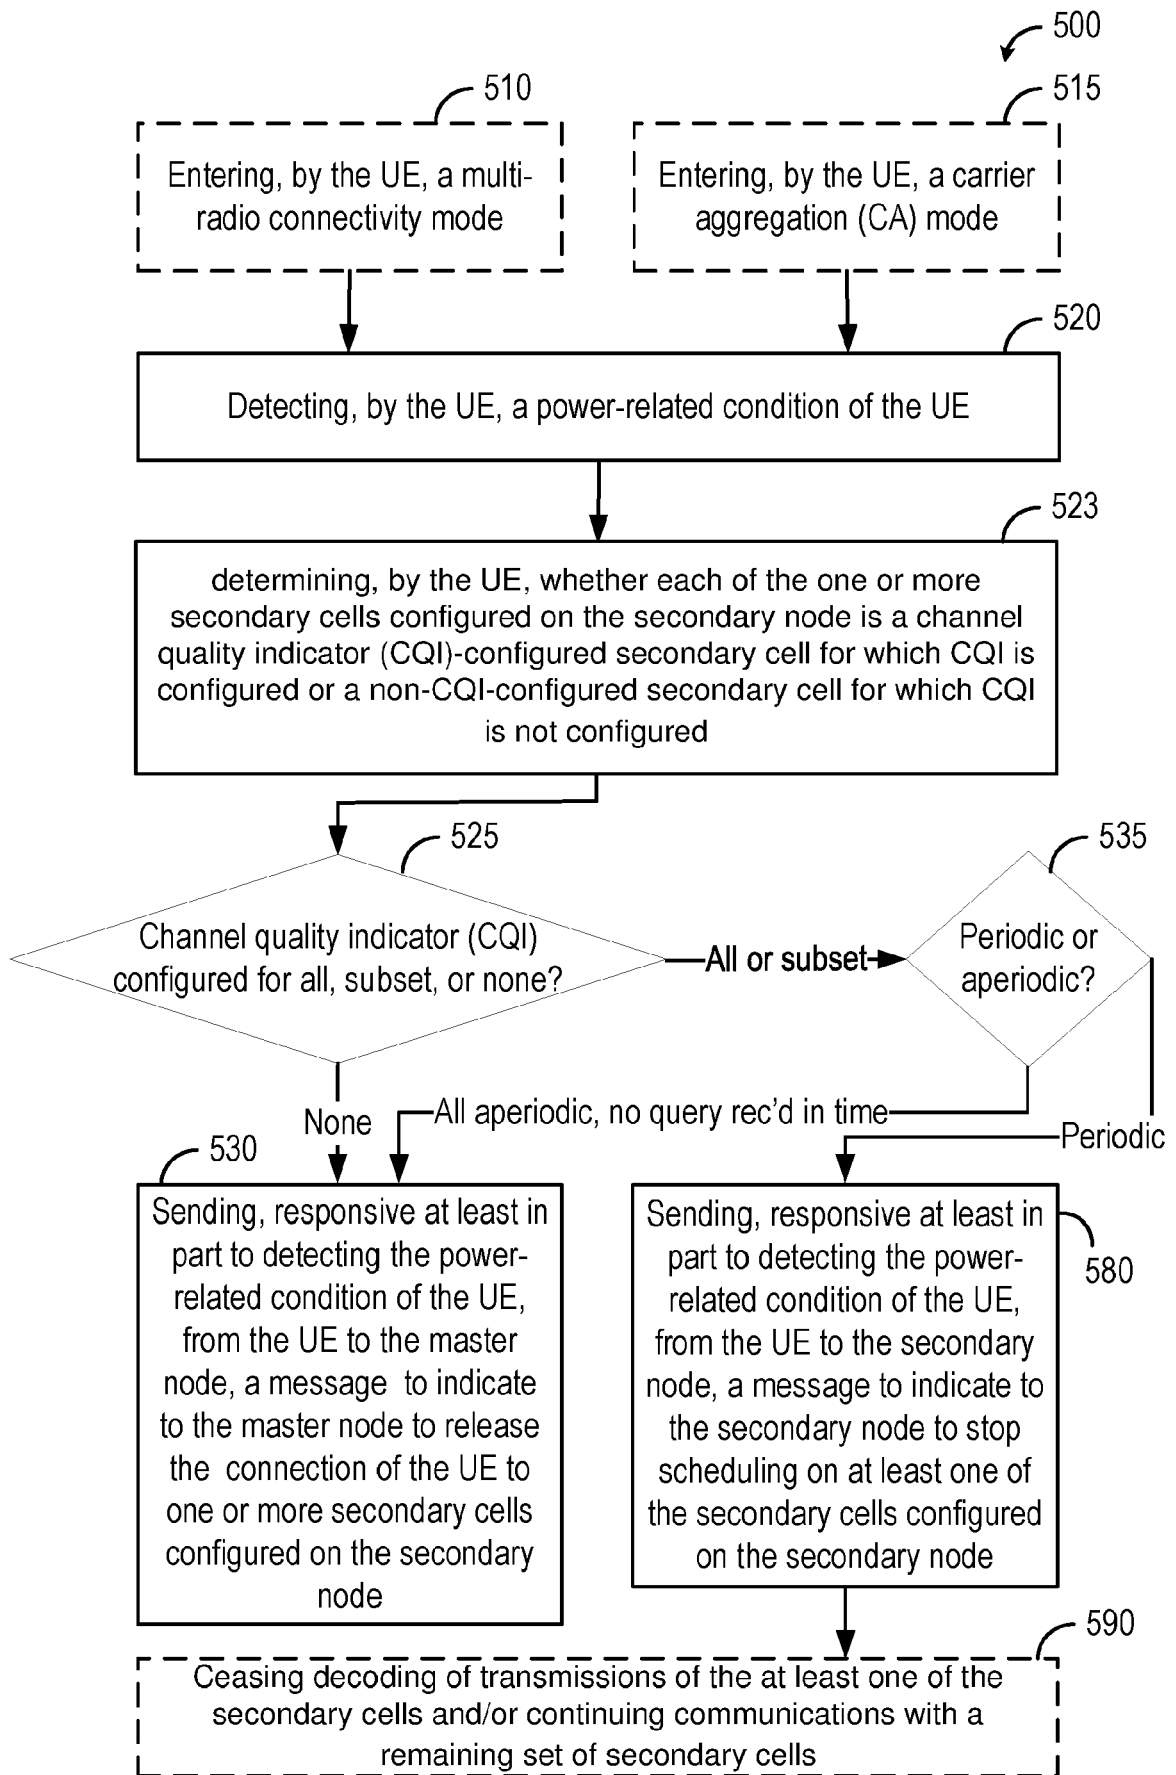 500
510
515
Entering, by the UE, a multi-
radio connectivity mode
Entering, by the UE, a carrier
aggregation (CA) mode
520
Detecting, by the UE, a power-related condition of the UE
523
determining, by the UE, whether each of the one or more
secondary cells configured on the secondary node is a channel
quality indicator (CQI)-configured secondary cell for which CQI is
configured or a non-CQI-configured secondary cell for which CQI
is not configured
525
535
Channel quality indicator (CQI)
configured for all, subset, or none?
All or subset
Periodic or
aperiodic?
None
All aperiodic, no query rec'd in time
Periodic
530
Sending, responsive at least in
part to detecting the power-
related condition of the UE,
from the UE to the master
node, a message to indicate
to the master node to release
the connection of the UE to
one or more secondary cells
configured on the secondary
node
580
Sending, responsive at least in
part to detecting the power-
related condition of the UE,
from the UE to the secondary
node, a message to indicate to
the secondary node to stop
scheduling on at least one of
the secondary cells configured
on the secondary node
590
Ceasing decoding of transmissions of the at least one of the
secondary cells and/or continuing communications with a
remaining set of secondary cells